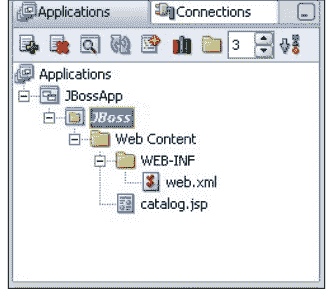 Applications Connections
3
Applications
JBossApp
JBoss
Web Content
WEB-INF
web.xml
catalog.jsp